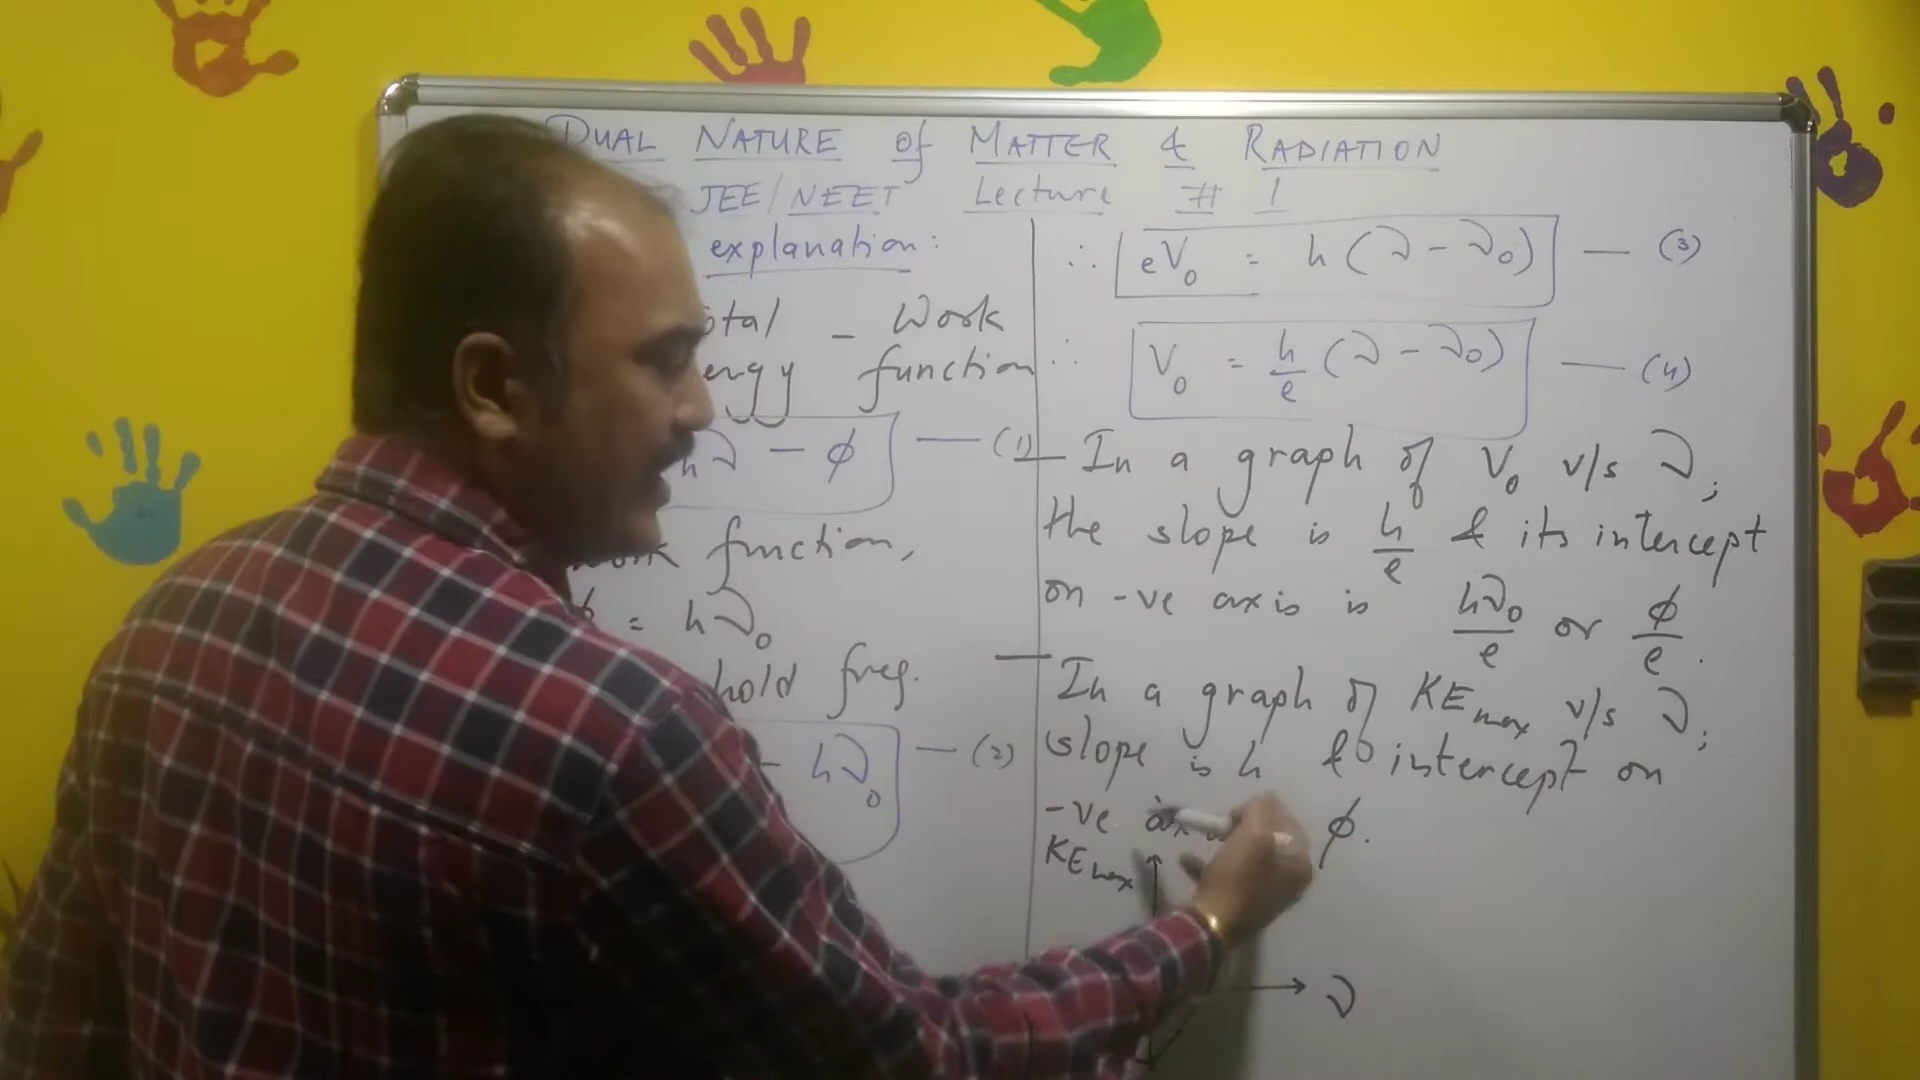 DUAL NATURE of MATTER & RADIATION
JEE/NEET Lecture # 1
explanation:
- Work
function
hν - φ — (1)
function,
= hν₀
freq.
- hν₀ — (2)
∴ eV₀ = h(ν - ν₀) — (3)
∴ V₀ = h/e (ν - ν₀) — (4)
— In a graph of V₀ v/s ν;
the slope is h/e & its intercept
on -ve axis is hν₀/e or φ/e.
— In a graph of KEmax v/s ν;
slope is h & intercept on
-ve φ.
KEmax
ν